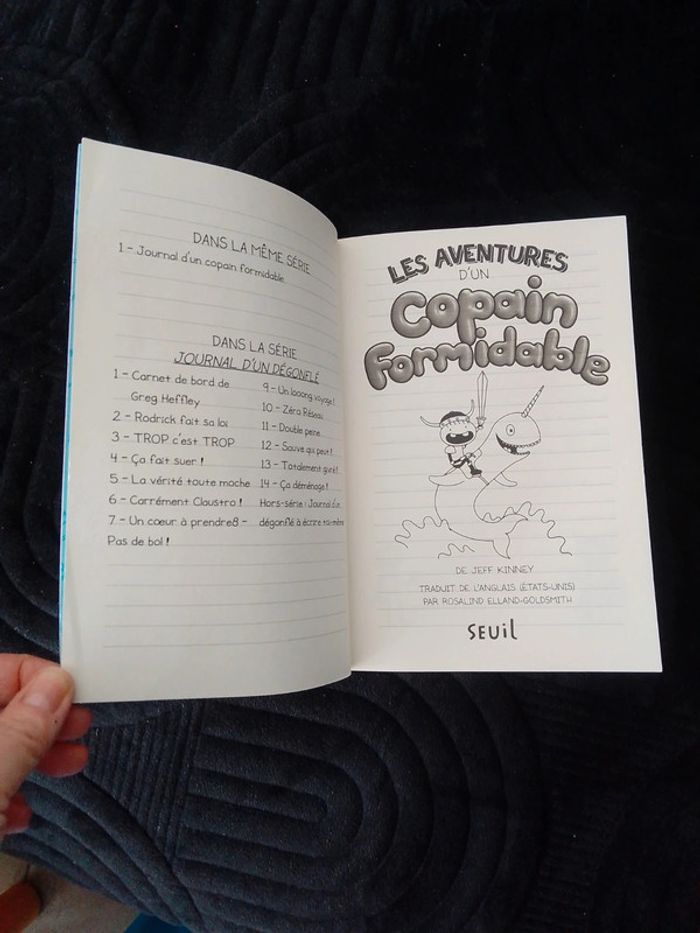 DANS LA MÊME SÉRIE
1 - Journal d'un copain formidable
DANS LA SÉRIE
JOURNAL D'UN DÉGONFLÉ
1 - Carnet de bord de
Greg Heffley
2 - Rodrick fait sa loi
3 - TROP c'est TROP
4 - Ça fait suer !
5 - La vérité toute moche
6 - Carrément Claustro !
7 - Un cœur à prendre8 -
Pas de bol !
9 - Un looong voyage !
10 - Zéro Réseau
11 - Double peine
12 - Sauve qui peut !
13 - Totalement givré !
14 - Ça déménage !
Hors-série : Journal d'un
dégonflé à écrire toi-même
LES AVENTURES
D'UN
Copain
Formidable
DE JEFF KINNEY
TRADUIT DE L'ANGLAIS (ÉTATS-UNIS)
PAR ROSALIND ELLAND-GOLDSMITH
SEUIL